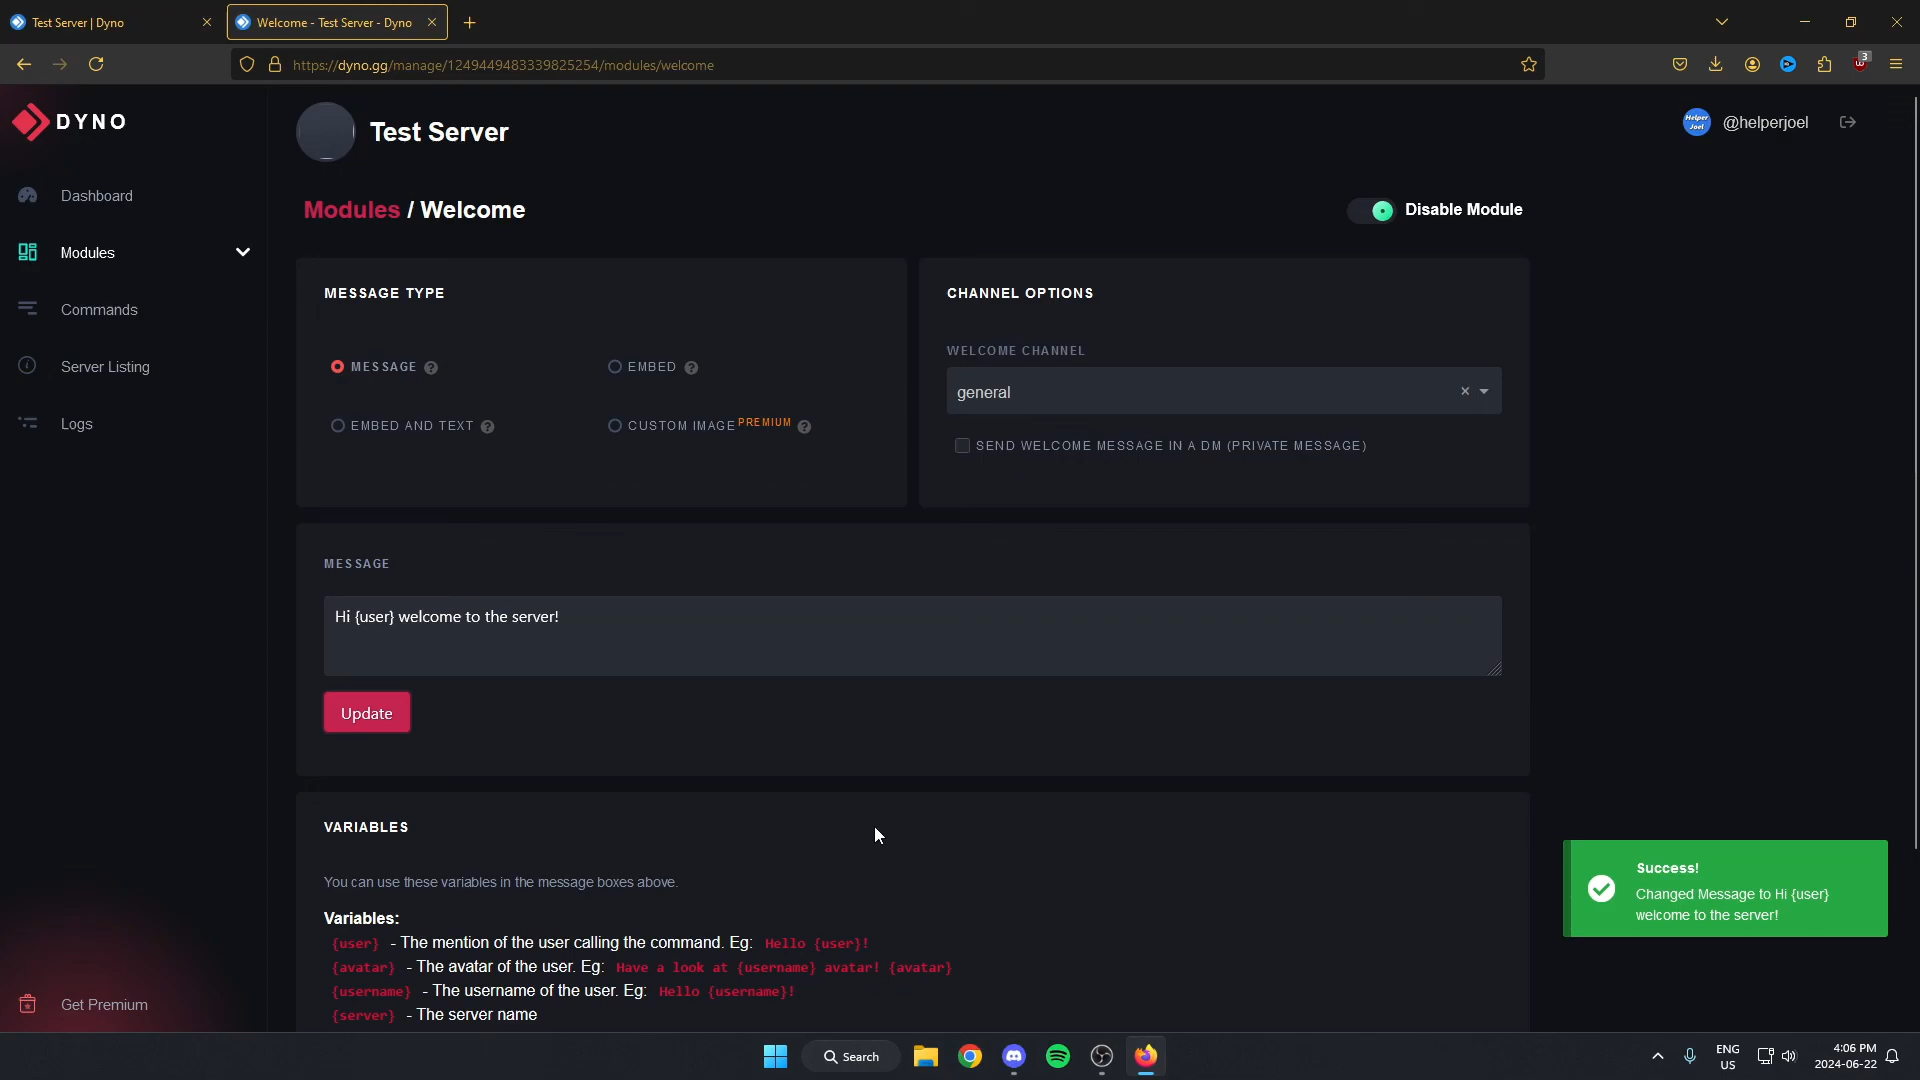 Test Server | Dyno
Welcome - Test Server - Dyno
https://dyno.gg/manage/1249449483339825254/modules/welcome
3
DYNO
Test Server
Helper Joel
@helperjoel
Dashboard
Modules
Commands
Server Listing
Logs
Get Premium
Modules / Welcome
Disable Module
MESSAGE TYPE
MESSAGE ?
EMBED ?
EMBED AND TEXT ?
CUSTOM IMAGE PREMIUM ?
CHANNEL OPTIONS
WELCOME CHANNEL
general
SEND WELCOME MESSAGE IN A DM (PRIVATE MESSAGE)
MESSAGE
Hi {user} welcome to the server!
Update
VARIABLES
You can use these variables in the message boxes above.
Variables:
{user} - The mention of the user calling the command. Eg: Hello {user}!
{avatar} - The avatar of the user. Eg: Have a look at {username} avatar! {avatar}
{username} - The username of the user. Eg: Hello {username}!
{server} - The server name
Success!
Changed Message to Hi {user}
welcome to the server!
Search
ENG
US
4:06 PM
2024-06-22